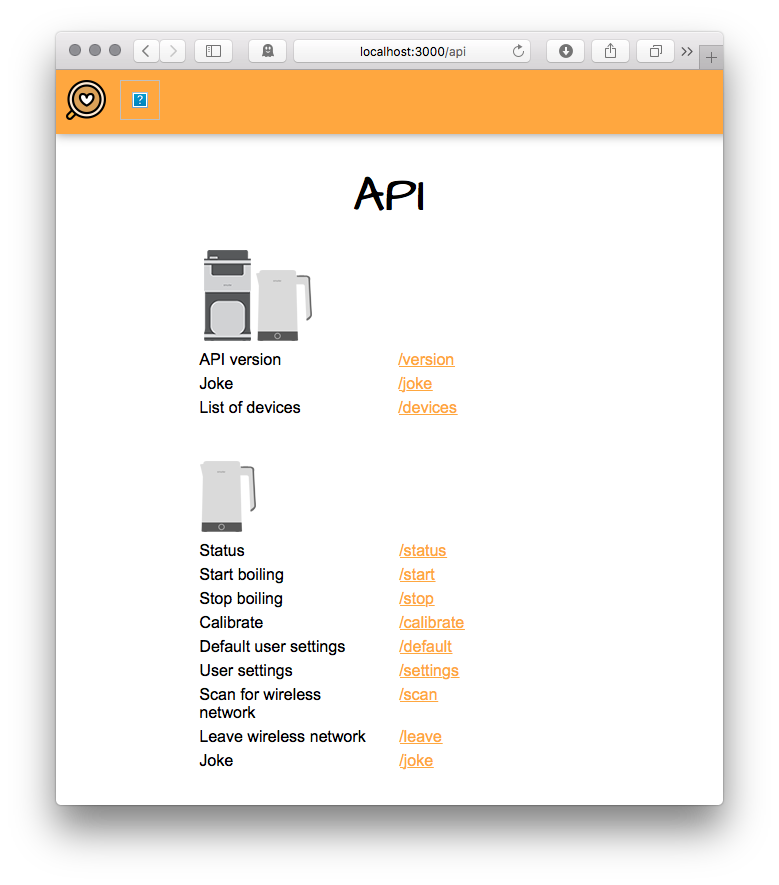 localhost:3000/api
?
API
API version /version
Joke /joke
List of devices /devices
Status /status
Start boiling /start
Stop boiling /stop
Calibrate /calibrate
Default user settings /default
User settings /settings
Scan for wireless /scan
network
Leave wireless network /leave
Joke /joke